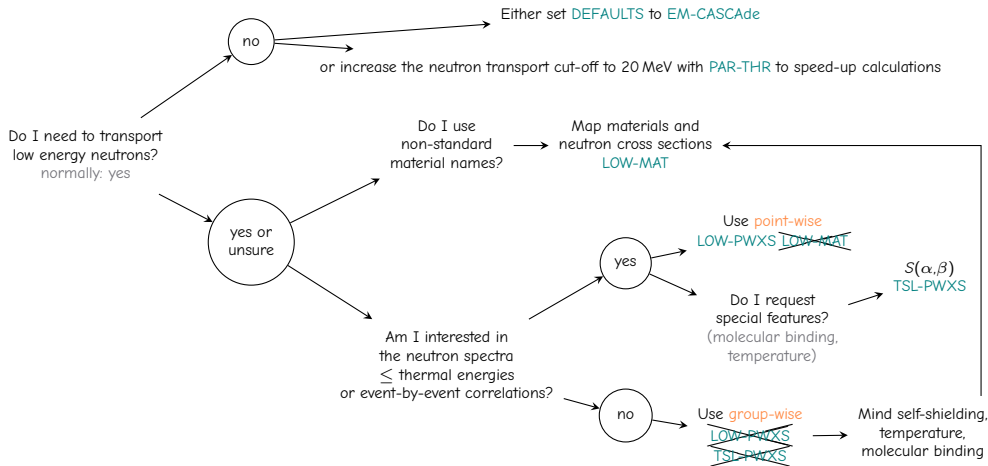 Either set DEFAULTS to EM-CASCAde
no
or increase the neutron transport cut-off to 20 MeV with PAR-THR to speed-up calculations
Do I need to transport
low energy neutrons?
normally: yes
Do I use
non-standard
material names?
Map materials and
neutron cross sections
LOW-MAT
yes or
unsure
Use point-wise
LOW-PWXS LOW-MAT
yes
S(α,β)
TSL-PWXS
Do I request
special features?
(molecular binding,
temperature)
Am I interested in
the neutron spectra
≤ thermal energies
or event-by-event correlations?
no
Use group-wise
LOW-PWXS
TSL-PWXS
Mind self-shielding,
temperature,
molecular binding